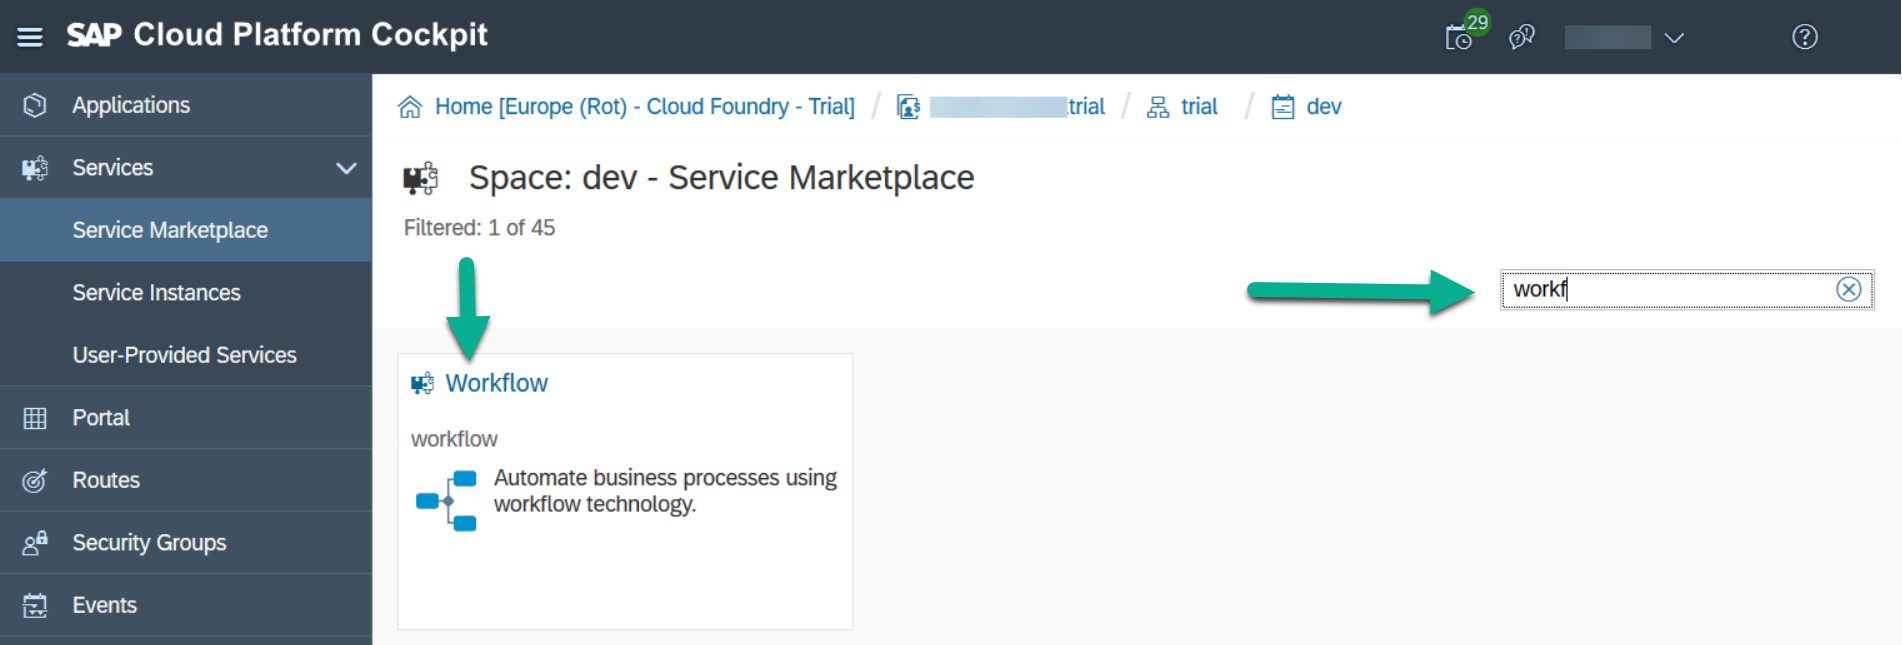 SAP Cloud Platform Cockpit
29
Applications
Services
Service Marketplace
Service Instances
User-Provided Services
Portal
Routes
Security Groups
Events
Home [Europe (Rot) - Cloud Foundry - Trial] / trial / trial / dev
Space: dev - Service Marketplace
Filtered: 1 of 45
workf
Workflow
workflow
Automate business processes using
workflow technology.